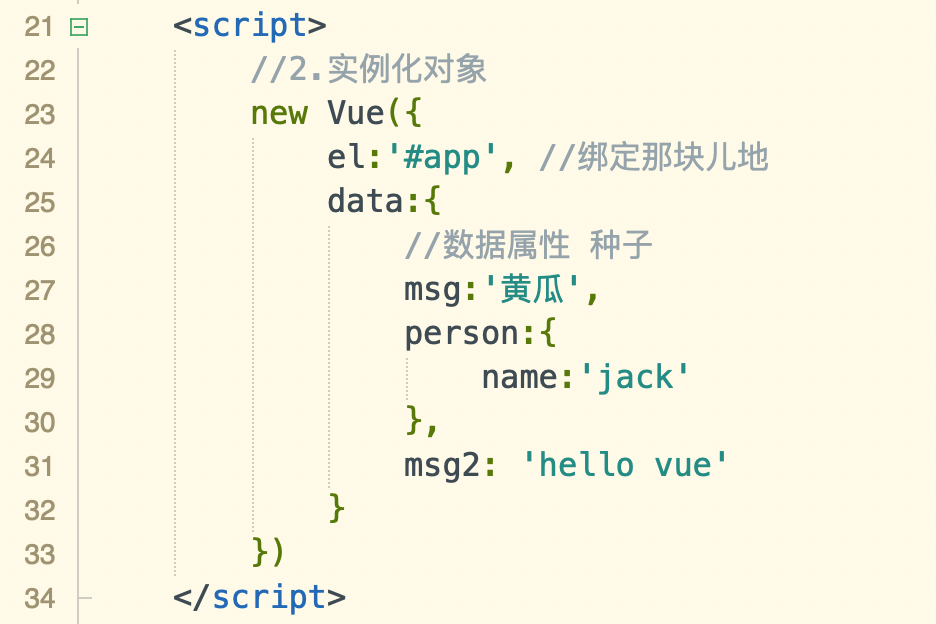 21 <script>
22 //2.实例化对象
23 new Vue({
24 el:'#app', //绑定那块儿地
25 data:{
26 //数据属性 种子
27 msg:'黄瓜',
28 person:{
29 name:'jack'
30 },
31 msg2: 'hello vue'
32 }
33 })
34 </script>